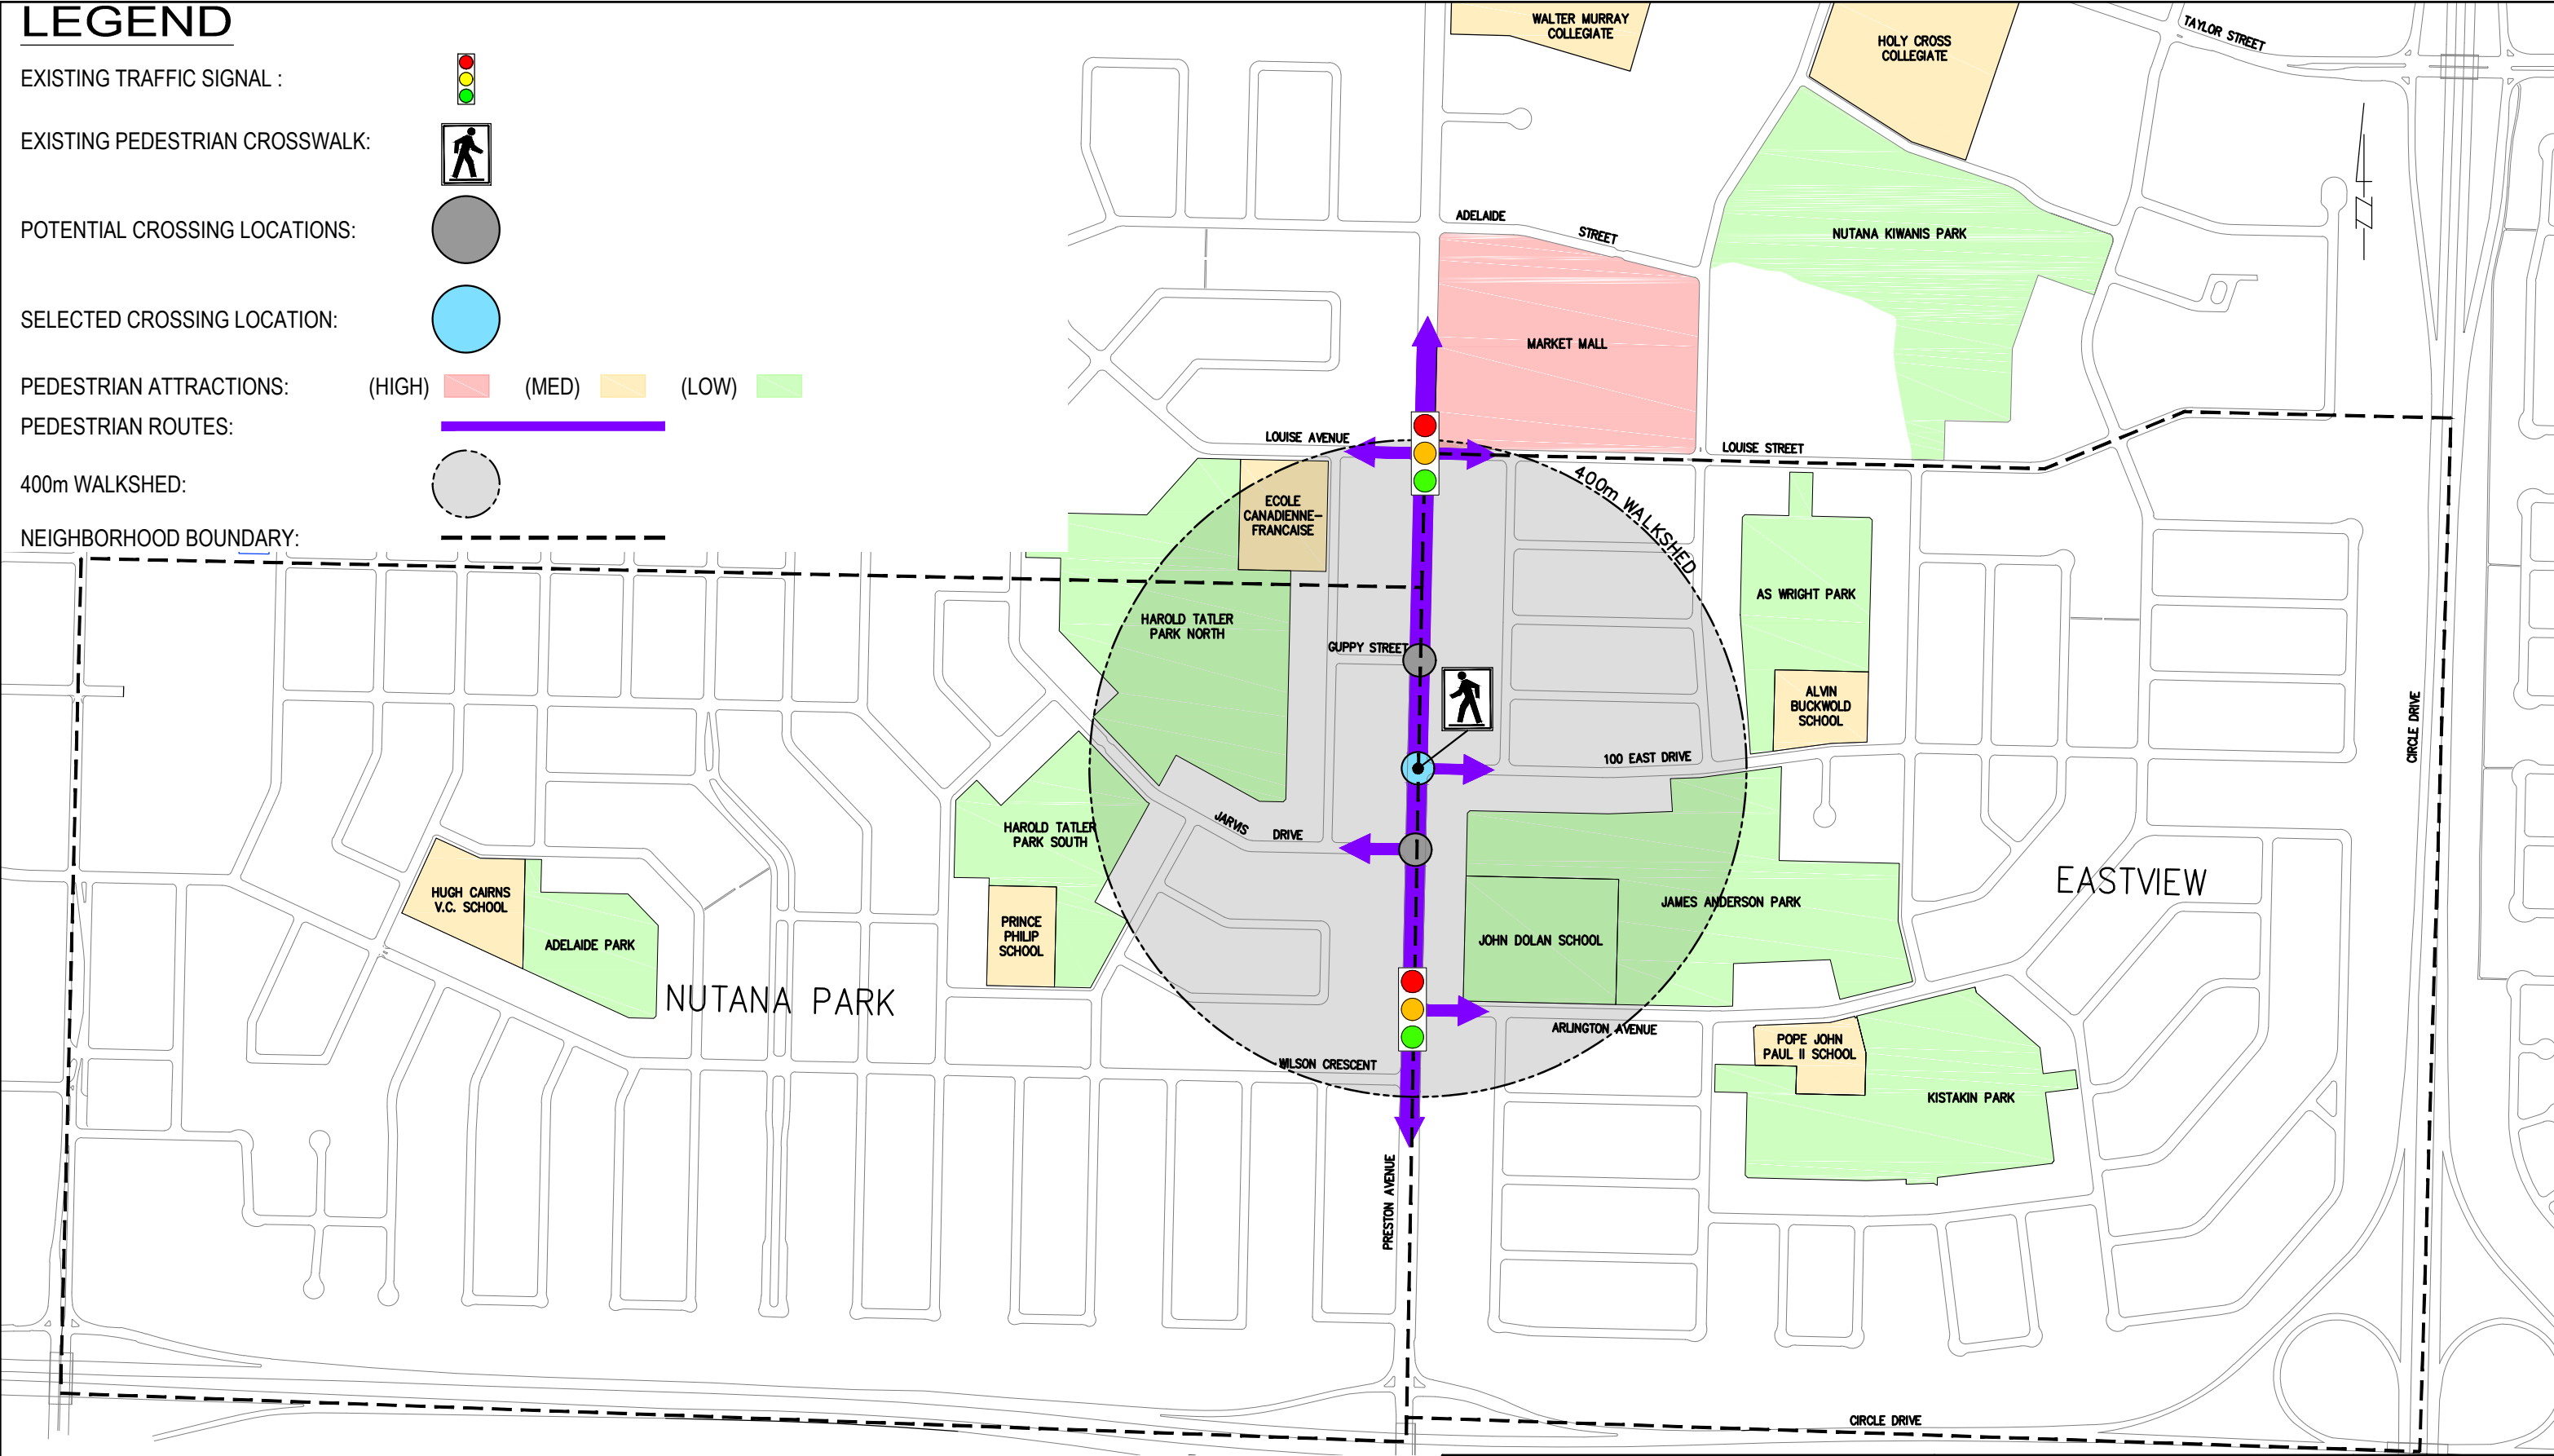 LEGEND
EXISTING TRAFFIC SIGNAL :
EXISTING PEDESTRIAN CROSSWALK:
POTENTIAL CROSSING LOCATIONS:
SELECTED CROSSING LOCATION:
PEDESTRIAN ATTRACTIONS: (HIGH) (MED) (LOW)
PEDESTRIAN ROUTES:
400m WALKSHED:
NEIGHBORHOOD BOUNDARY:
WALTER MURRAY
COLLEGIATE
HOLY CROSS
COLLEGIATE
TAYLOR STREET
ADELAIDE STREET
NUTANA KIWANIS PARK
MARKET MALL
LOUISE AVENUE
LOUISE STREET
400m WALKSHED
ECOLE
CANADIENNE-
FRANCAISE
HAROLD TATLER
PARK NORTH
GUPPY STREET
AS WRIGHT PARK
ALVIN
BUCKWOLD
SCHOOL
CIRCLE DRIVE
100 EAST DRIVE
JARVIS DRIVE
HAROLD TATLER
PARK SOUTH
HUGH CAIRNS
V.C. SCHOOL
ADELAIDE PARK
PRINCE
PHILIP
SCHOOL
NUTANA PARK
JOHN DOLAN SCHOOL
JAMES ANDERSON PARK
EASTVIEW
ARLINGTON AVENUE
WILSON CRESCENT
POPE JOHN
PAUL II SCHOOL
KISTAKIN PARK
PRESTON AVENUE
CIRCLE DRIVE